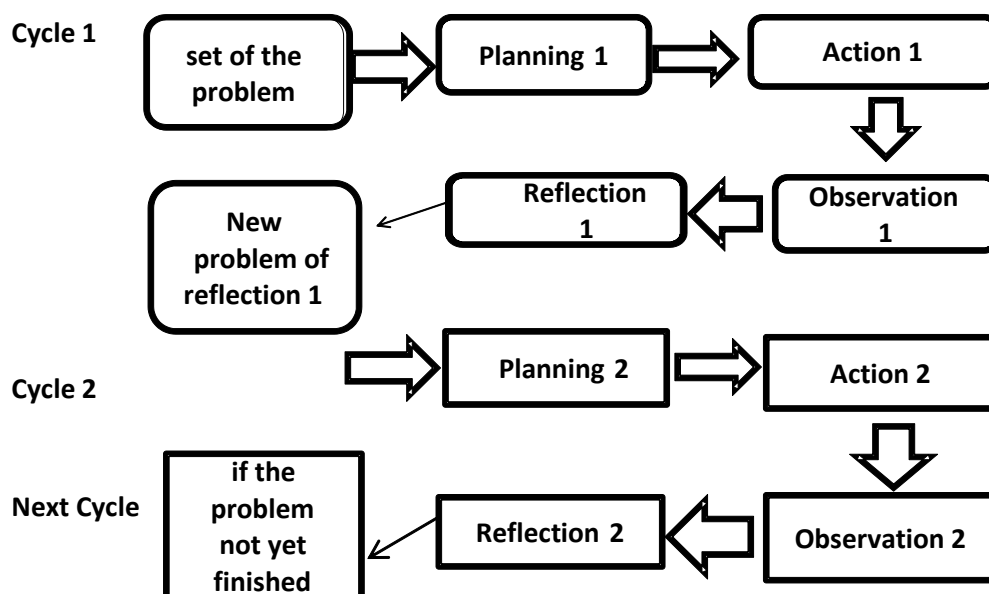 Cycle 1
set of the
problem
Planning 1
Action 1
New
problem of
reflection 1
Reflection
1
Observation
1
Cycle 2
Planning 2
Action 2
Next Cycle
if the
problem
not yet
finished
Reflection 2
Observation 2